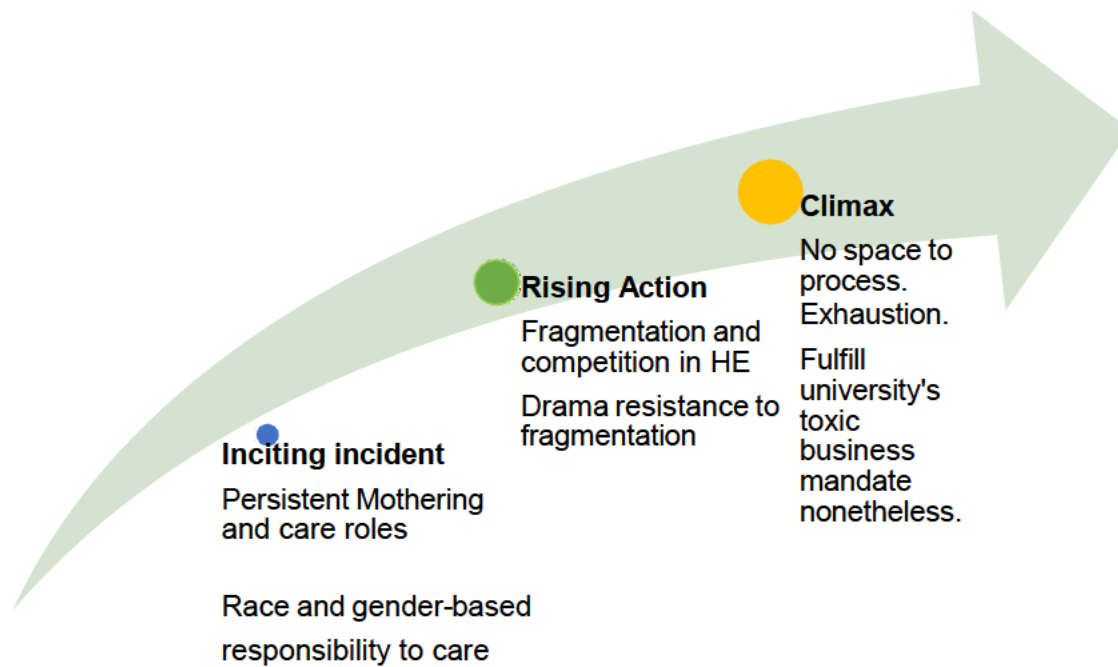 Inciting incident
Persistent Mothering
and care roles
Race and gender-based
responsibility to care
Rising Action
Fragmentation and
competition in HE
Drama resistance to
fragmentation
Climax
No space to
process.
Exhaustion.
Fulfill
university's
toxic
business
mandate
nonetheless.